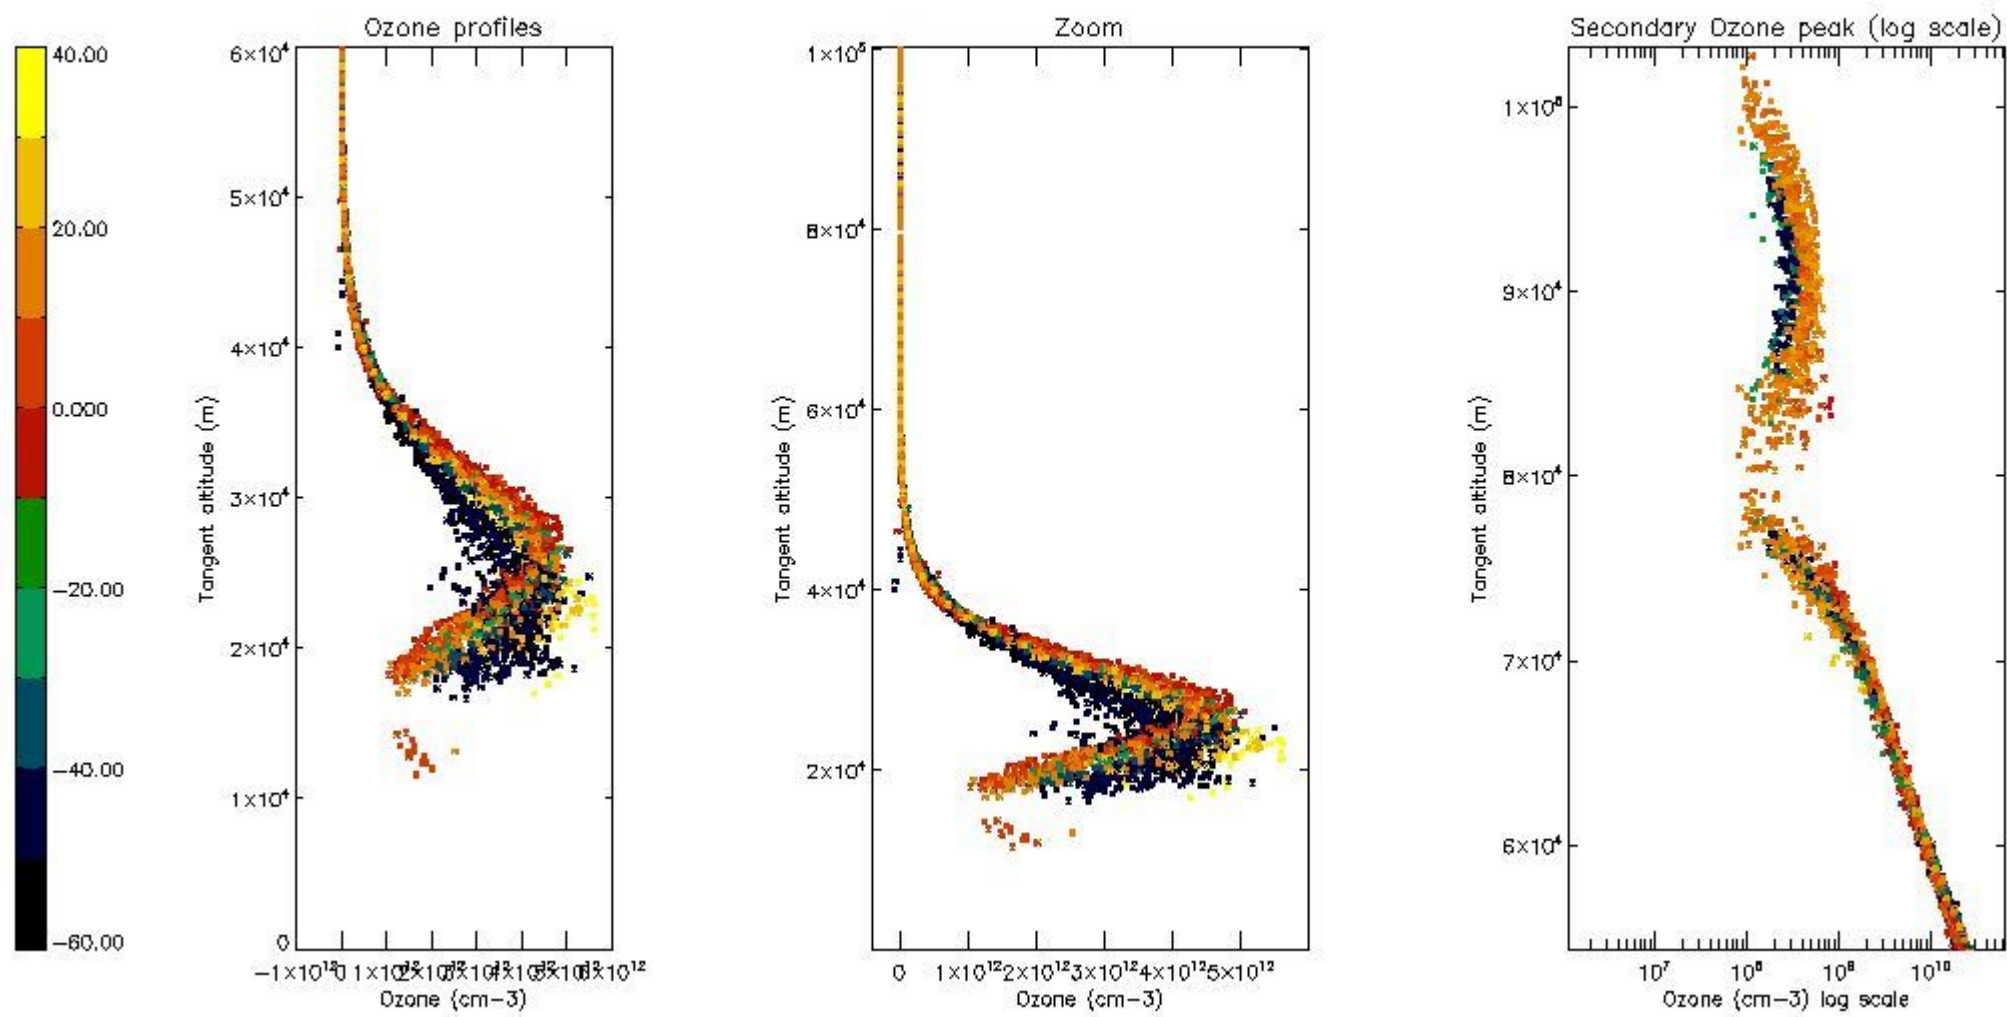 Ozone profiles
Zoom
Secondary Ozone peak (log scale)
40.00
20.00
0.000
−20.00
−40.00
−60.00
6×10⁴
5×10⁴
4×10⁴
3×10⁴
2×10⁴
1×10⁴
0
Tangent altitude (m)
0
Ozone (cm−3)
1×10⁵
8×10⁴
6×10⁴
4×10⁴
2×10⁴
Tangent altitude (m)
0 1×10¹² 2×10¹² 3×10¹² 4×10¹² 5×10¹²
Ozone (cm−3)
9×10⁴
8×10⁴
7×10⁴
6×10⁴
Tangent altitude (m)
10⁷ 10⁸ 10⁹ 10¹⁰
Ozone (cm−3) log scale